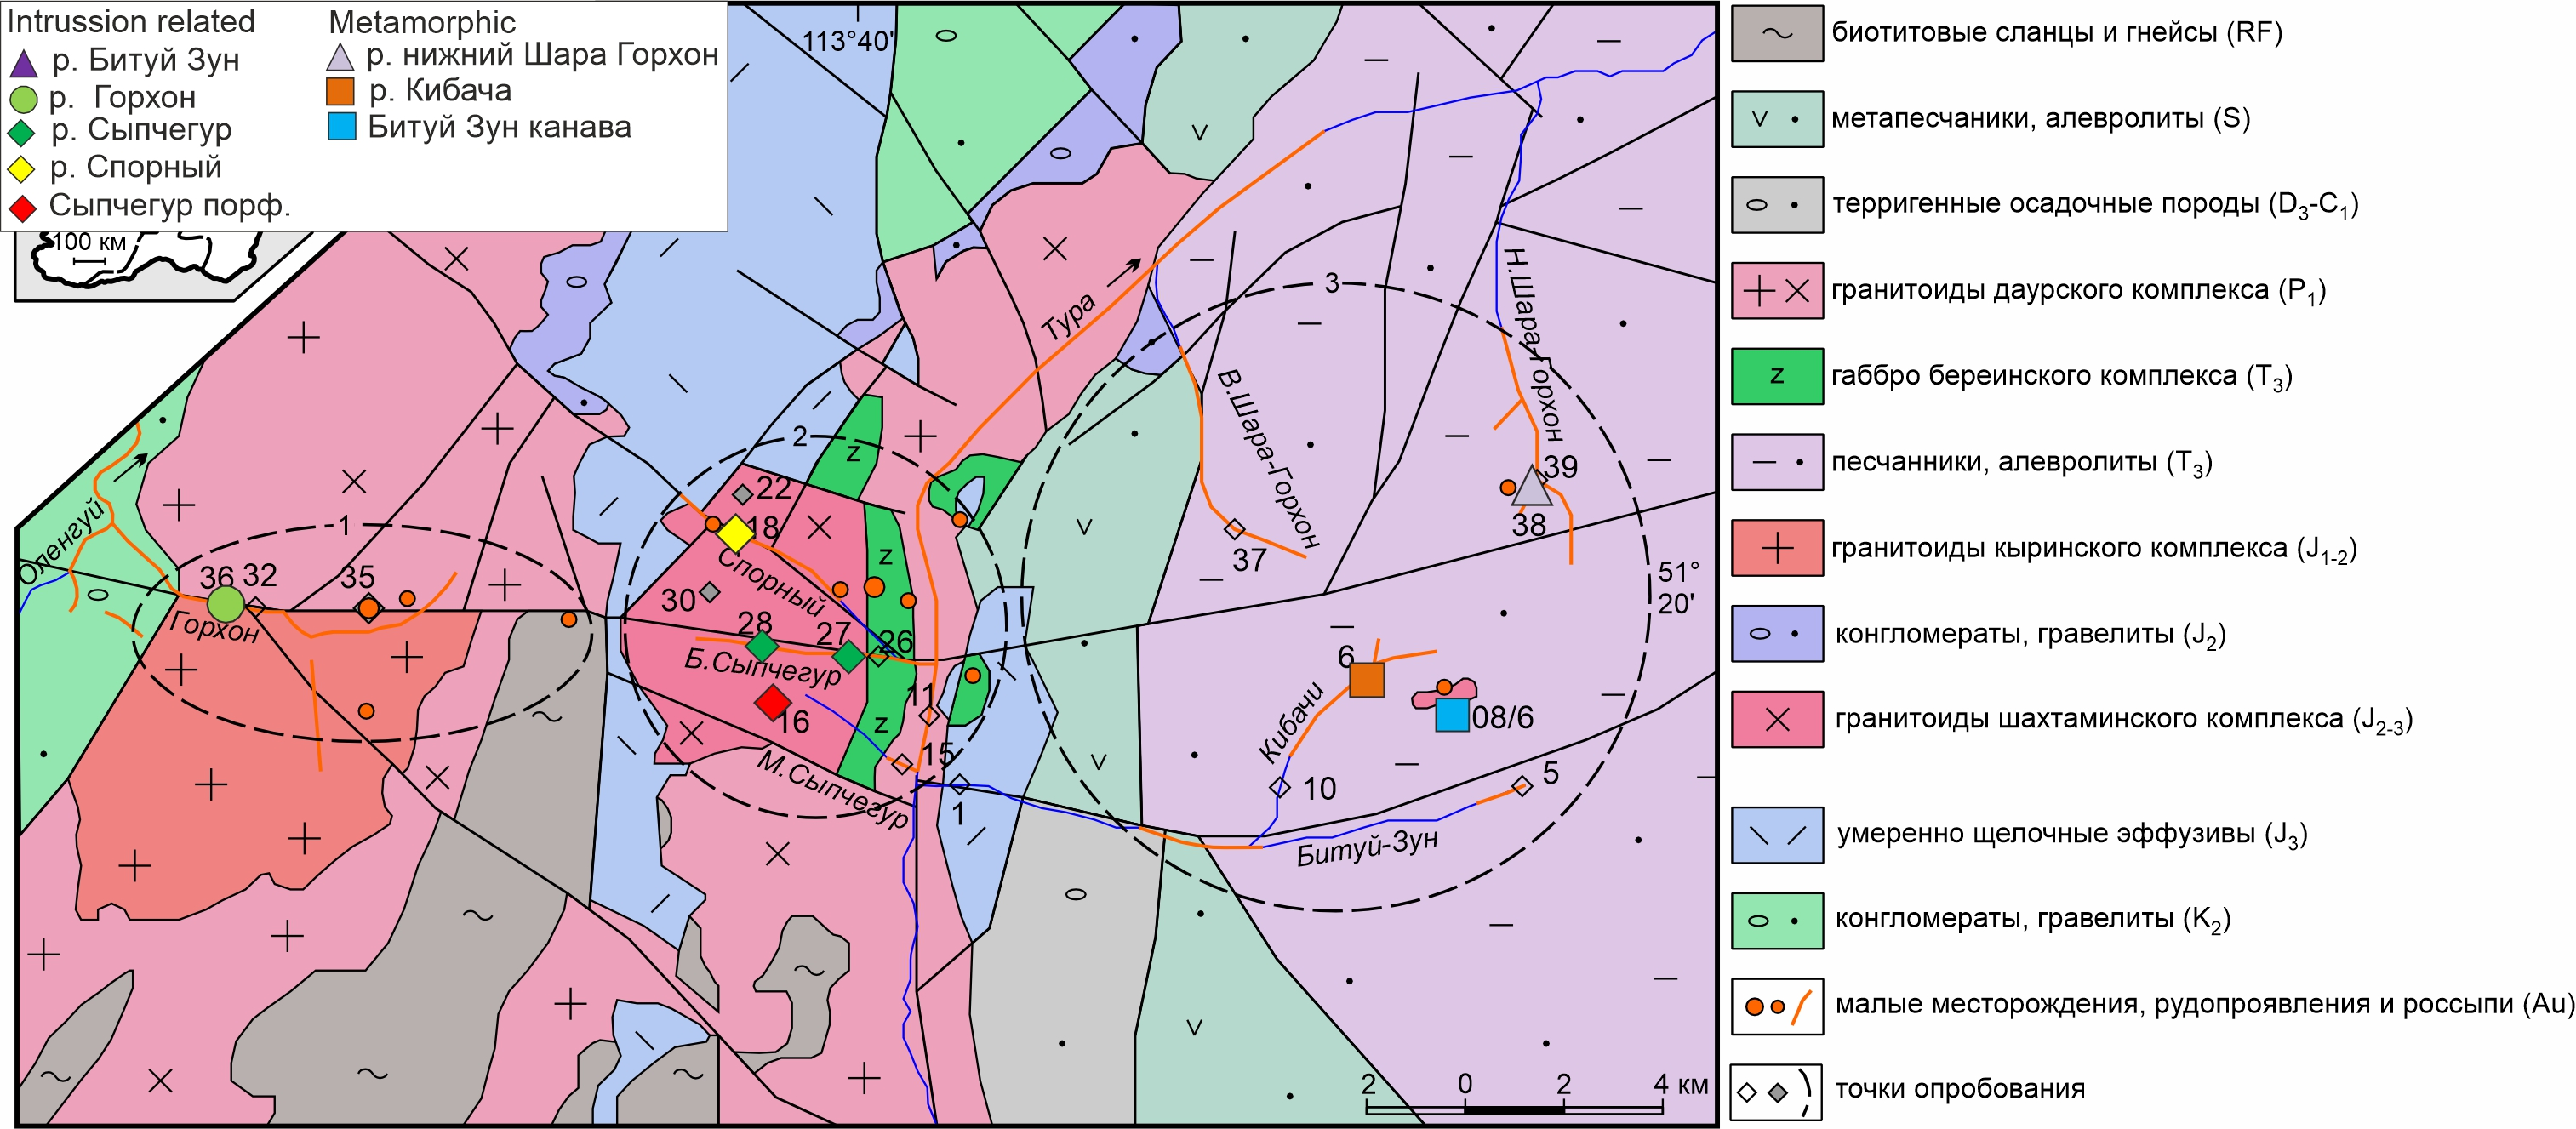 Intrussion related
р. Битуй Зун
р. Горхон
р. Сыпчегур
р. Спорный
Сыпчегур порф.
Metamorphic
р. нижний Шара Горхон
р. Кибача
Битуй Зун канава
100 км
113°40'
51°
20'
Оленгуй
1
36
32
35
Горхон
2
22
18
Спорный
30
28
27
26
Б.Сыпчегур
16
11
15
М.Сыпчегур
1
z
z
z
Тура
3
В.Шара-Горхон
37
Н.Шара-Горхон
39
38
6
08/6
Кибачи
10
5
Битуй-Зун
2 0 2 4 км
биотитовые сланцы и гнейсы (RF)
метапесчаники, алевролиты (S)
терригенные осадочные породы (D3-C1)
гранитоиды даурского комплекса (P1)
z габбро береинского комплекса (T3)
песчанники, алевролиты (T3)
гранитоиды кыринского комплекса (J1-2)
конгломераты, гравелиты (J2)
гранитоиды шахтаминского комплекса (J2-3)
умеренно щелочные эффузивы (J3)
конгломераты, гравелиты (K2)
малые месторождения, рудопроявления и россыпи (Au)
точки опробования